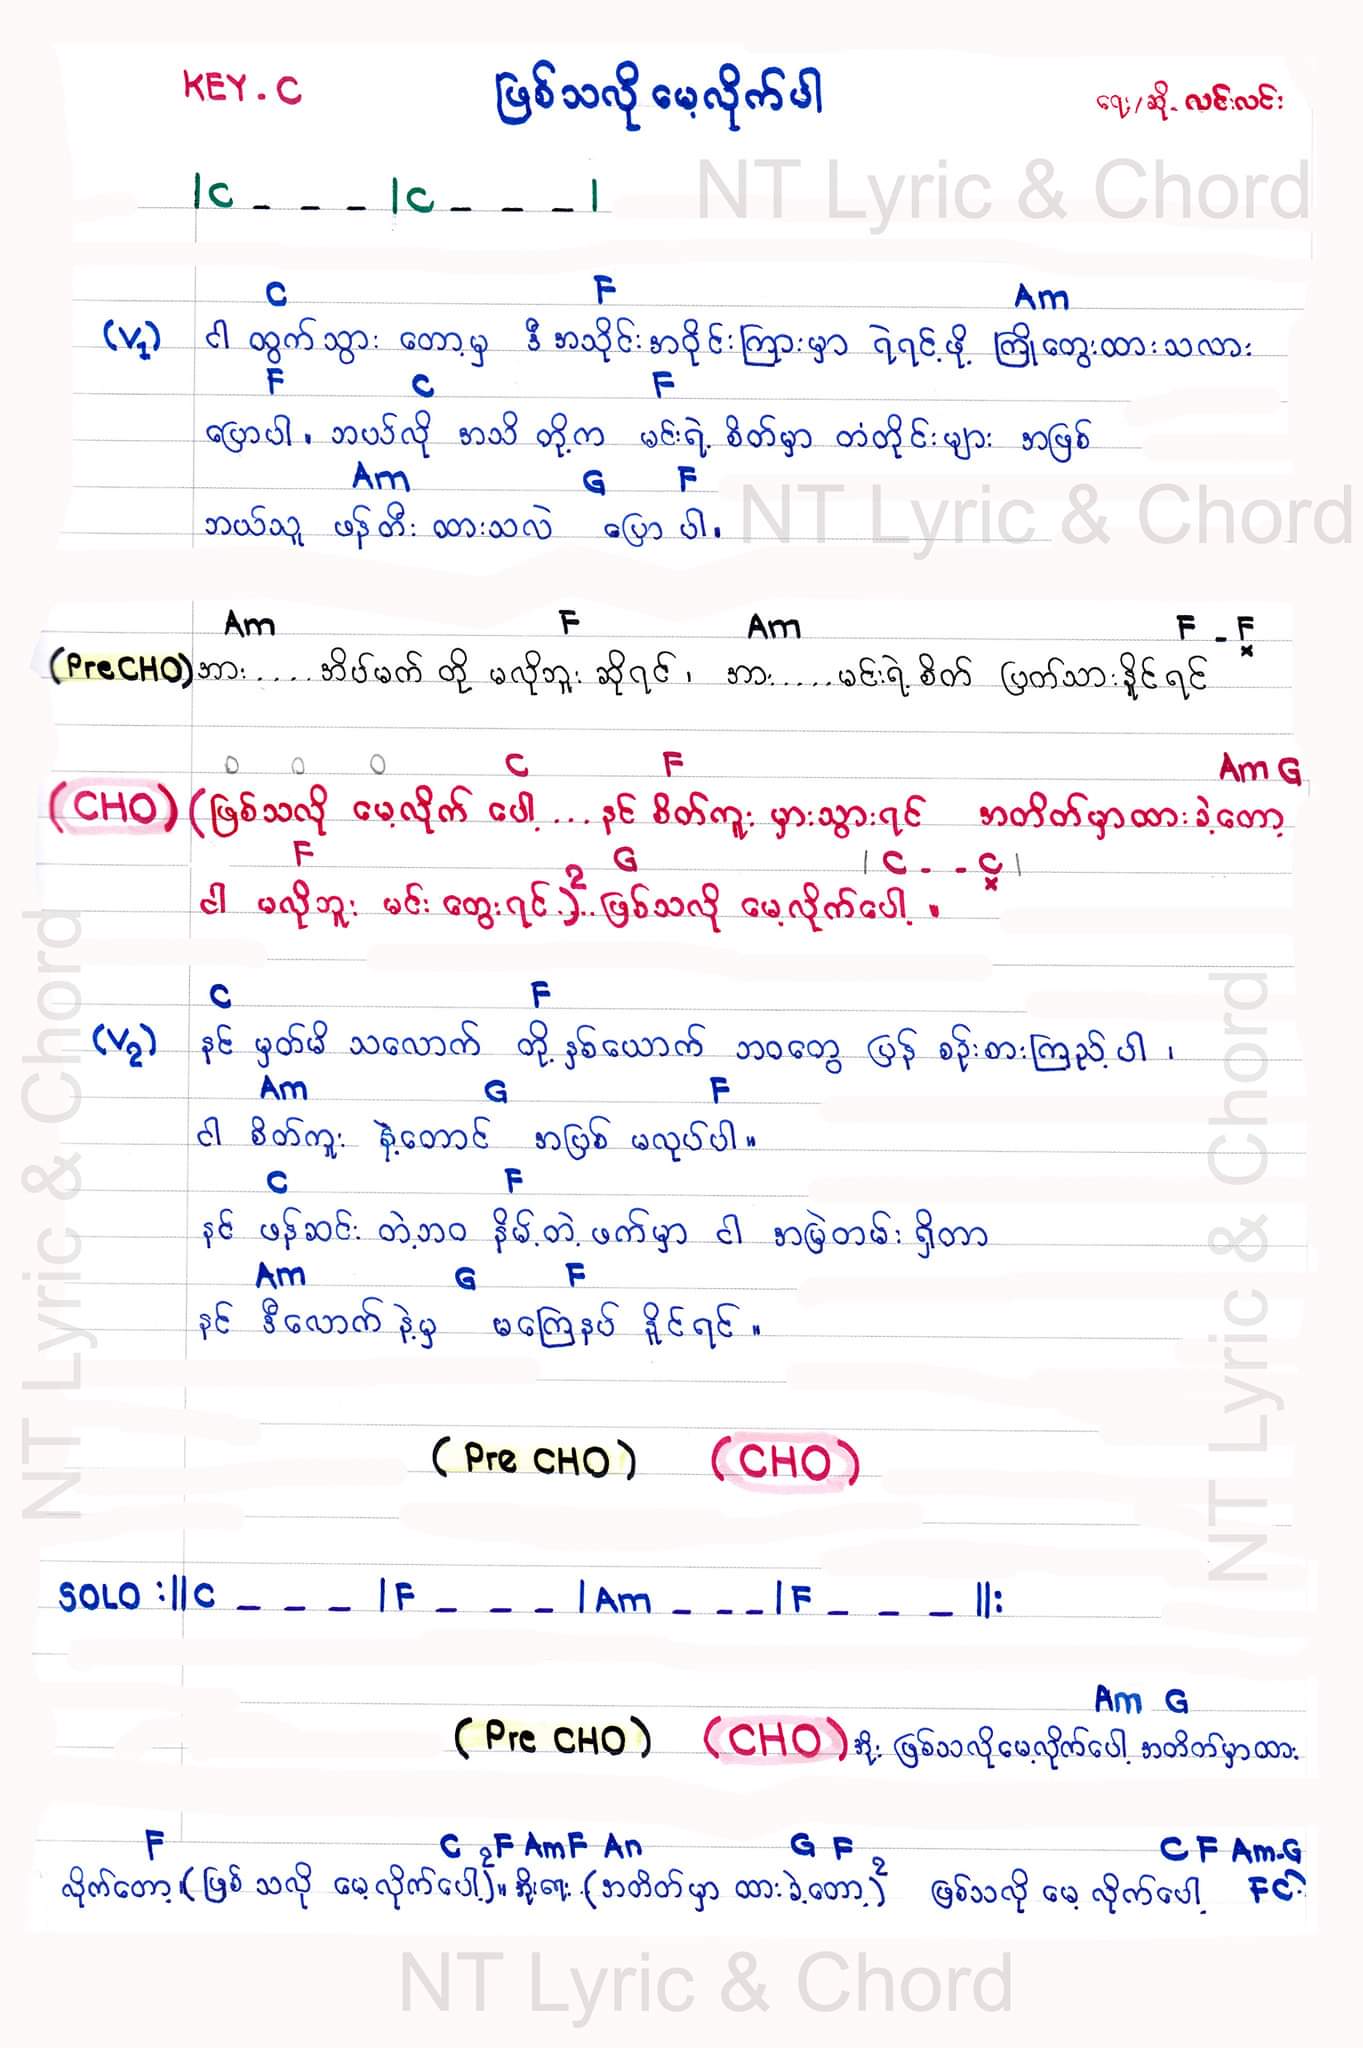 KEY. C ဖြစ်သလို မေ့လိုက်ပါ ရေး/ဆို - လင်းလင်း
|C _ _ _ |C _ _ _ |
NT Lyric & Chord
C F Am
(V1) ငါ ထွက်သွား တော့မှ ဒီ အသိုင်းအဝိုင်းကြားမှာ ရဲရင့်ဖို့ ကြိုတွေးထားသလား
F C F
ပြောပါ။ ဘယ်လို အသိ တို့က မင်းရဲ့ စိတ်မှာ တံတိုင်းများ အဖြစ်
Am G F
ဘယ်သူ ဖန်တီး ထားသလဲ ပြော ပါ။
NT Lyric & Chord
Am F Am F - F
(PreCHO) အား..... အိပ်မက် တို့ မလိုဘူး ဆိုရင်၊ အား..... မင်းရဲ့ စိတ် ပြတ်သားနိုင်ရင်
C F Am G
(CHO) (ဖြစ်သလို မေ့လိုက် ပေါ့... နင် စိတ်ကူး မှားသွားရင် အတိတ်မှာထားခဲ့တော့
F G | C - - C |
ငါ မလိုဘူး မင်း တွေးရင်.)2.. ဖြစ်သလို မေ့လိုက်ပေါ့။
C F
(V2) နင် မှတ်မိ သလောက် တို့ နှစ်ယောက် ဘဝတွေ ပြန် စဉ်းစားကြည့်ပါ ၊
Am G F
ငါ စိတ်ကူး နဲ့တောင် အဖြစ် မလုပ်ပါ။
C F
နင် ဖန်ဆင်း တဲ့ဘဝ နိမ့်တဲ့ ဖက်မှာ ငါ အမြဲတမ်း ရှိတာ
Am G F
နင် ဒီလောက် နဲ့မှ မကြေနပ် နိူင်ရင်။
NT Lyric & Chord
NT Lyric & Chord
(Pre CHO) (CHO)
SOLO :||C _ _ _ |F _ _ _ |Am _ _ _ |F _ _ _ ||:
Am G
(Pre CHO) (CHO) အိုး ဖြစ်သလိုမေ့လိုက်ပေါ့ အတိတ်မှာထား
F C F Am F An G F C F Am-G
လိုက်တော့။(ဖြစ် သလို မေ့လိုက်ပေါ့)2။ အိုးရေး.(အတိတ်မှာ ထားခဲ့တော့)2 ဖြစ်သလို မေ့ လိုက်ပေါ့ FC
NT Lyric & Chord